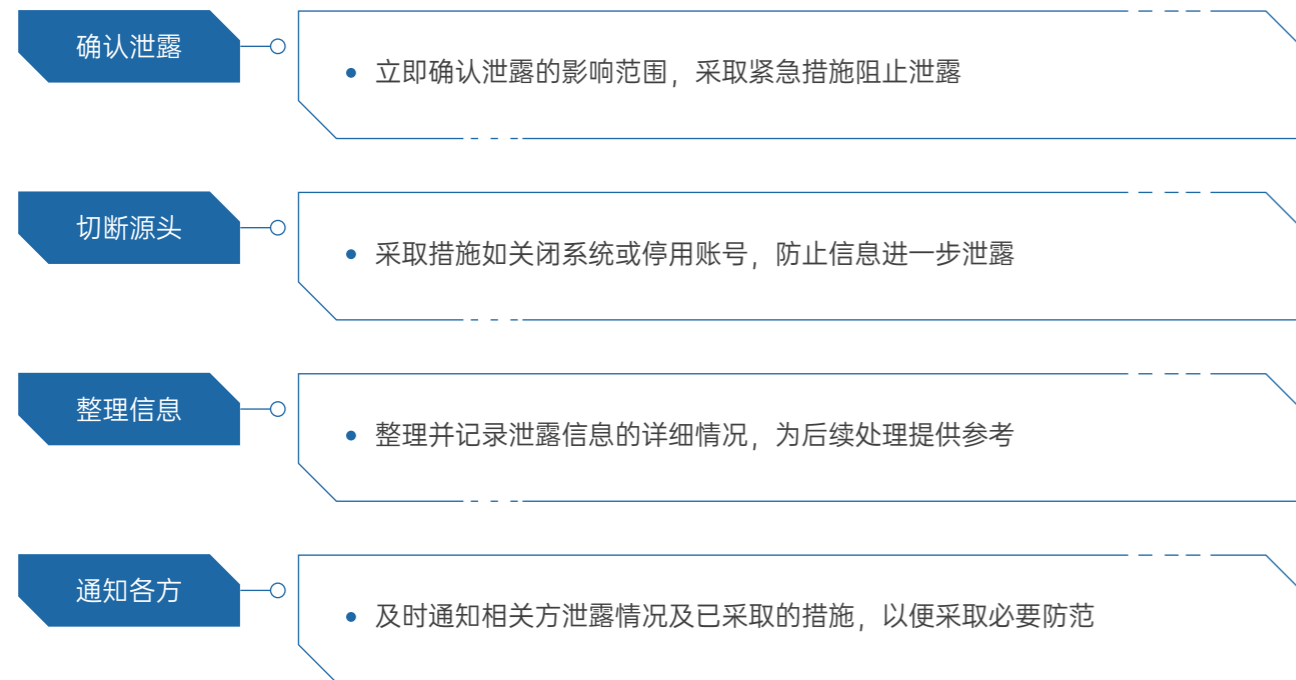 确认泄露
立即确认泄露的影响范围，采取紧急措施阻止泄露
切断源头
采取措施如关闭系统或停用账号，防止信息进一步泄露
整理信息
整理并记录泄露信息的详细情况，为后续处理提供参考
通知各方
及时通知相关方泄露情况及已采取的措施，以便采取必要防范